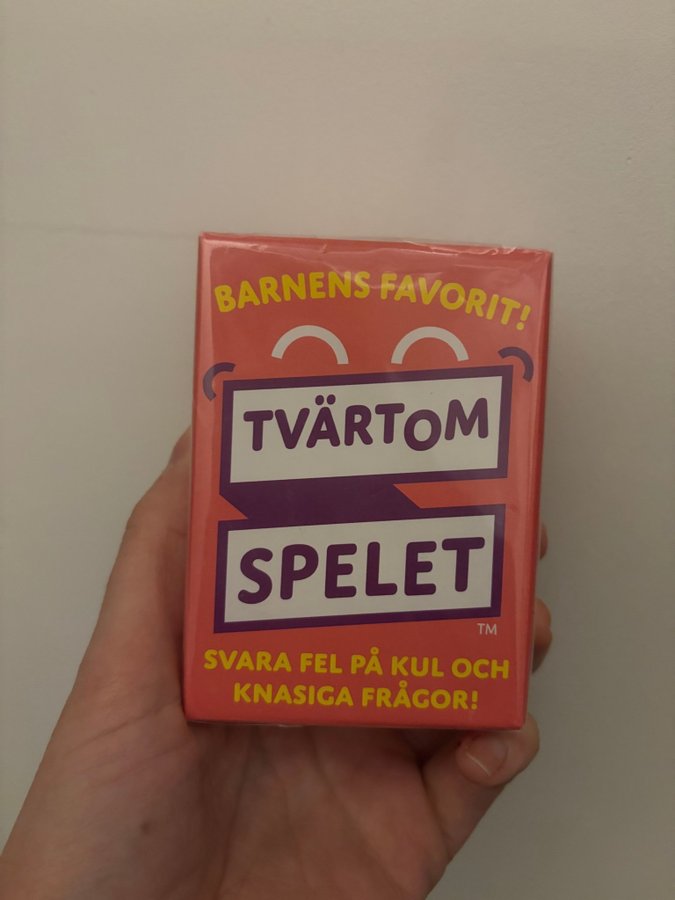 BARNENS FAVORIT!
TVÄRTOM
SPELET
TM
SVARA FEL PÅ KUL OCH
KNASIGA FRÅGOR!